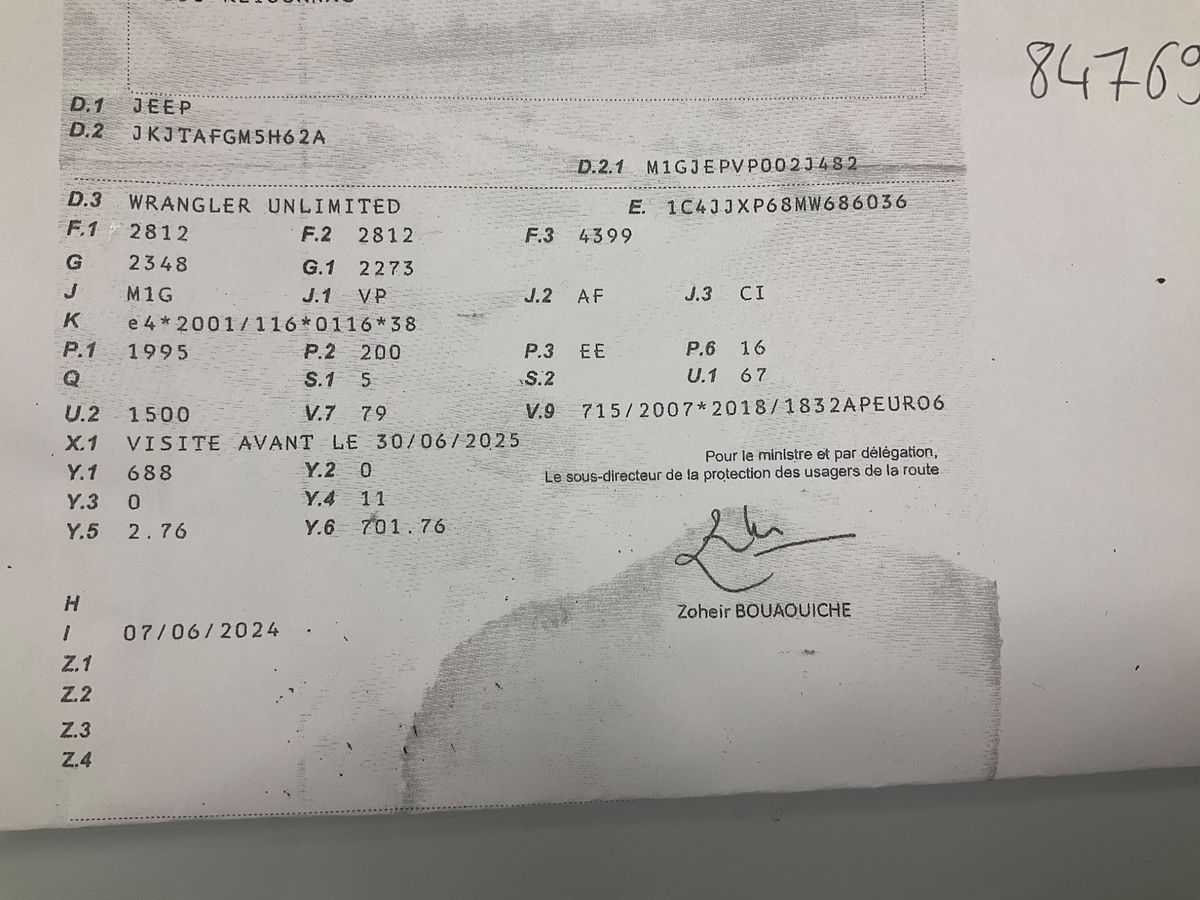 84769
D.1 JEEP
D.2 JKJTAFGM5H62A
D.2.1 M1GJEPVP002J482
D.3 WRANGLER UNLIMITED E. 1C4JJXP68MW686036
F.1 2812 F.2 2812 F.3 4399
G 2348 G.1 2273
J M1G J.1 VP J.2 AF J.3 CI
K e4*2001/116*0116*38
P.1 1995 P.2 200 P.3 EE P.6 16
Q S.1 5 S.2 U.1 67
U.2 1500 V.7 79 V.9 715/2007*2018/1832APEURO6
X.1 VISITE AVANT LE 30/06/2025
Pour le ministre et par délégation,
Y.1 688 Y.2 0 Le sous-directeur de la protection des usagers de la route
Y.3 0 Y.4 11
Y.5 2.76 Y.6 701.76
H
Zoheir BOUAOUICHE
I 07/06/2024
Z.1
Z.2
Z.3
Z.4